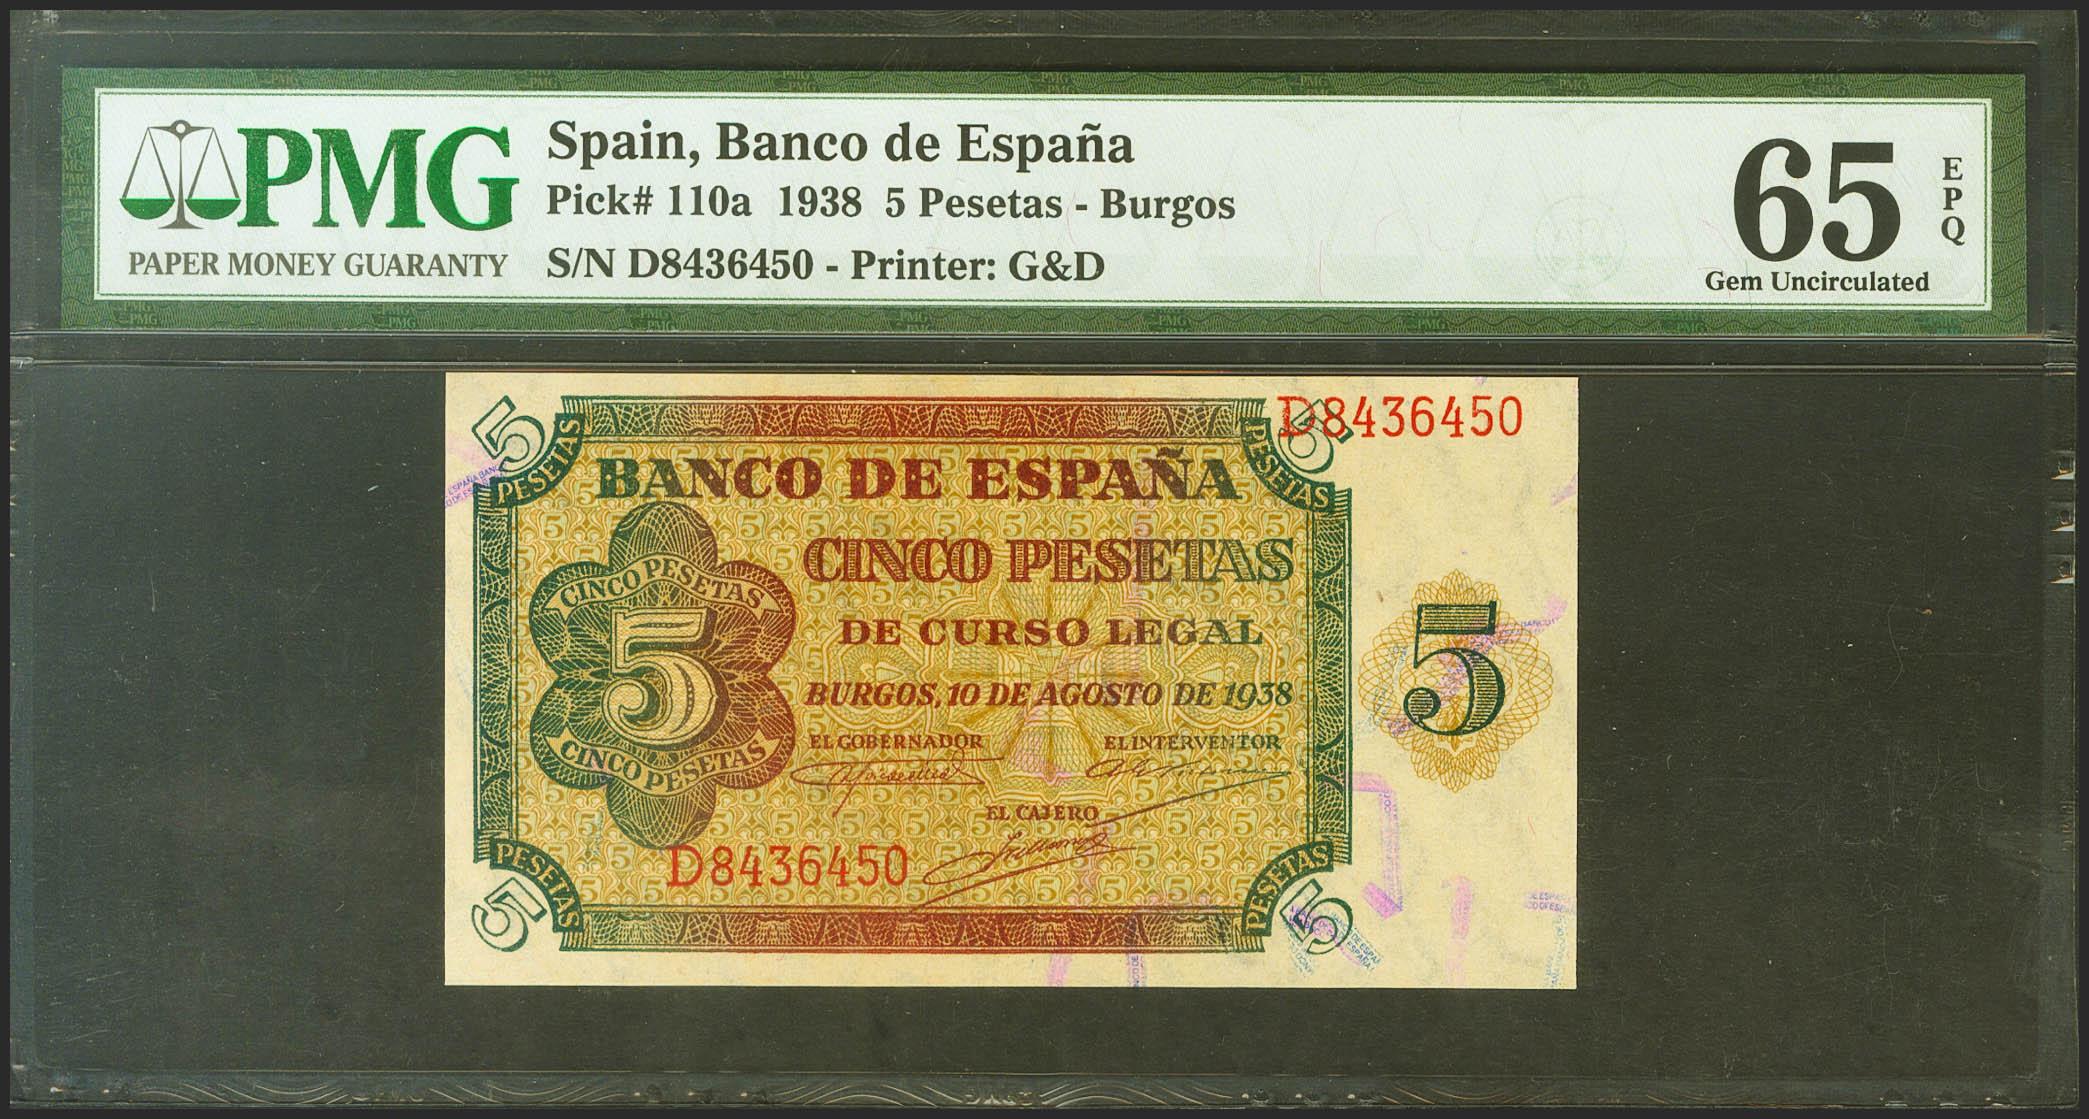 PMG
PAPER MONEY GUARANTY
Spain, Banco de España
Pick# 110a 1938 5 Pesetas - Burgos
S/N D8436450 - Printer: G&D
65
EPQ
Gem Uncirculated
5 PESETAS
5 PESETAS
D8436450
BANCO DE ESPAÑA
CINCO PESETAS
DE CURSO LEGAL
BURGOS, 10 DE AGOSTO DE 1938
CINCO PESETAS
5
CINCO PESETAS
5
EL GOBERNADOR
EL INTERVENTOR
EL CAJERO
D8436450
PESETAS 5
PESETAS 5